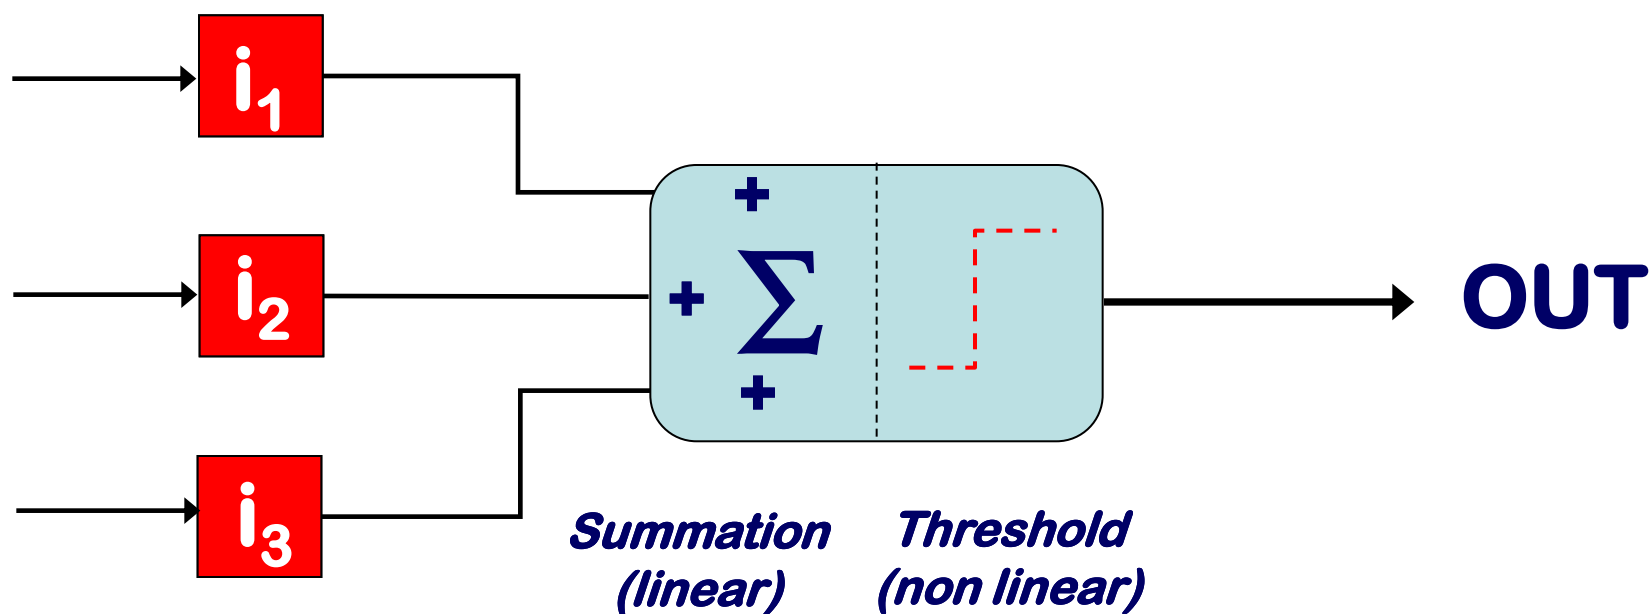 i1
i2
i3
+
+
Σ
+
OUT
Summation
(linear)
Threshold
(non linear)